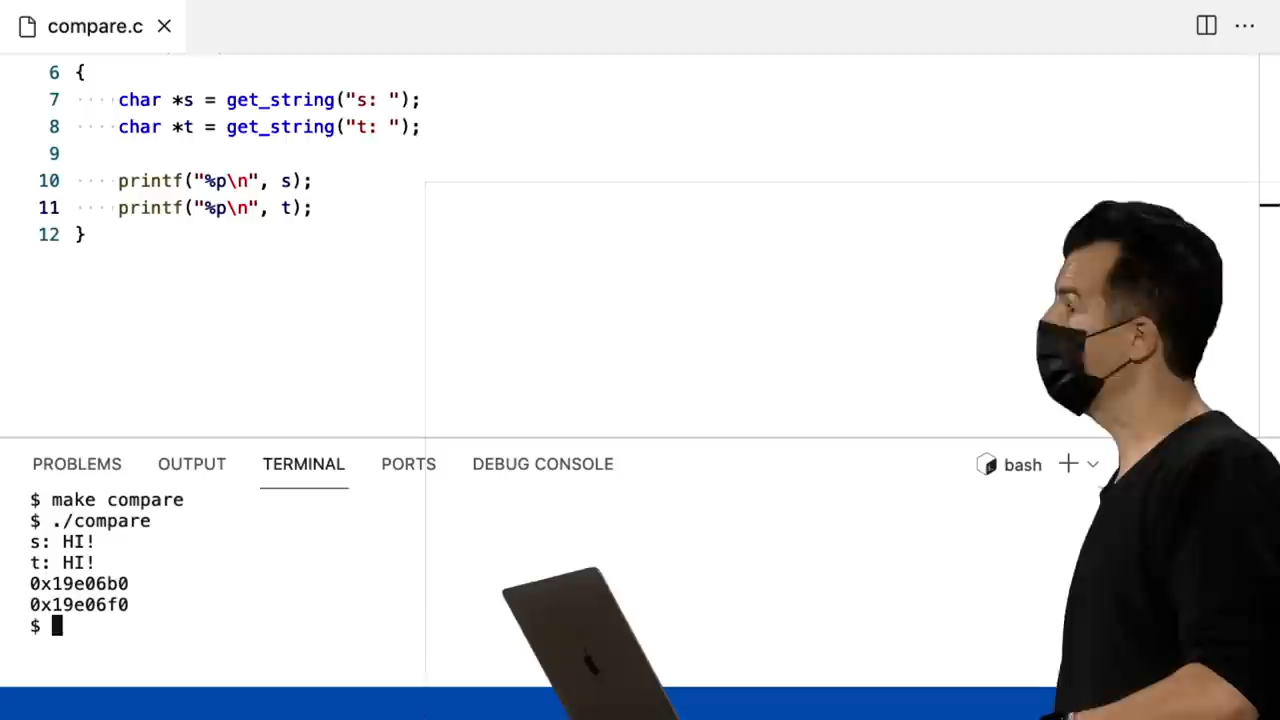 compare.c
6 {
7 char *s = get_string("s: ");
8 char *t = get_string("t: ");
9
10 printf("%p\n", s);
11 printf("%p\n", t);
12 }
PROBLEMS OUTPUT TERMINAL PORTS DEBUG CONSOLE bash
$ make compare
$ ./compare
s: HI!
t: HI!
0x19e06b0
0x19e06f0
$